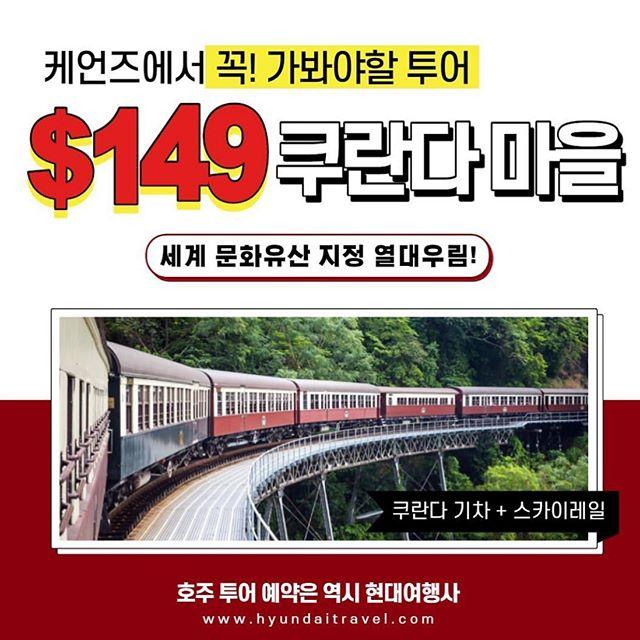 케언즈에서 꼭! 가봐야할 투어
$149 쿠란다 마을
세계 문화유산 지정 열대우림!
쿠란다 기차 + 스카이레일
호주 투어 예약은 역시 현대여행사
www.hyundaitravel.com